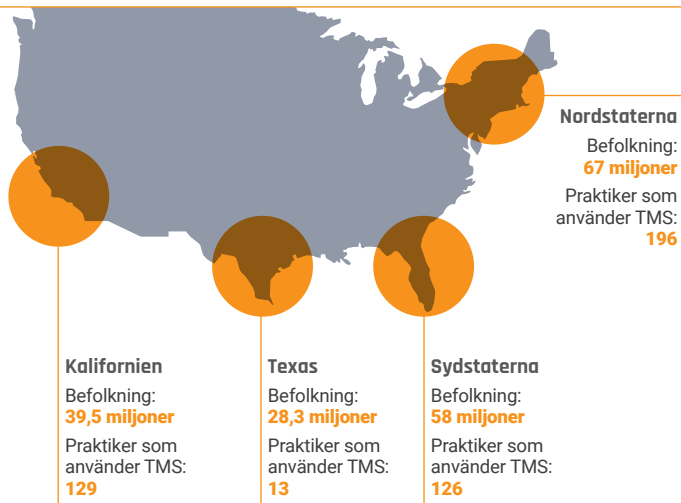 Nordstaterna
Befolkning:
67 miljoner
Praktiker som
använder TMS:
196
Kalifornien
Befolkning:
39,5 miljoner
Praktiker som
använder TMS:
129
Texas
Befolkning:
28,3 miljoner
Praktiker som
använder TMS:
13
Sydstaterna
Befolkning:
58 miljoner
Praktiker som
använder TMS:
126